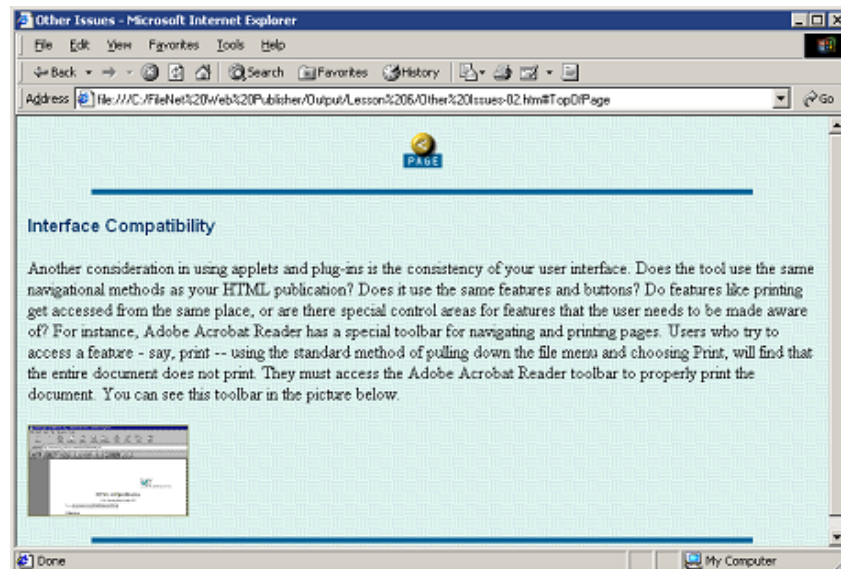 Other Issues - Microsoft Internet Explorer
File Edit View Favorites Tools Help
Back Search Favorites History
Address file:///C:/FileNet%20Web%20Publisher/Output/Lesson%206/Other%20Issues-02.htm#TopOfPage Go
PAGE
Interface Compatibility
Another consideration in using applets and plug-ins is the consistency of your user interface. Does the tool use the same
navigational methods as your HTML publication? Does it use the same features and buttons? Do features like printing
get accessed from the same place, or are there special control areas for features that the user needs to be made aware
of? For instance, Adobe Acrobat Reader has a special toolbar for navigating and printing pages. Users who try to
access a feature - say, print -- using the standard method of pulling down the file menu and choosing Print, will find that
the entire document does not print. They must access the Adobe Acrobat Reader toolbar to properly print the
document. You can see this toolbar in the picture below.
Done My Computer